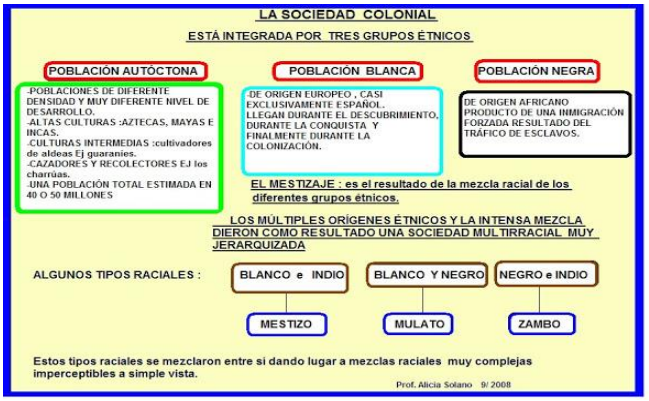 LA SOCIEDAD COLONIAL
ESTÁ INTEGRADA POR TRES GRUPOS ÉTNICOS
POBLACIÓN AUTÓCTONA
-POBLACIONES DE DIFERENTE
DENSIDAD Y MUY DIFERENTE NIVEL DE
DESARROLLO.
-ALTAS CULTURAS :AZTECAS, MAYAS E
INCAS.
-CULTURAS INTERMEDIAS :cultivadores
de aldeas Ej guaraníes.
-CAZADORES Y RECOLECTORES EJ los
charrúas.
-UNA POBLACIÓN TOTAL ESTIMADA EN
40 O 50 MILLONES
POBLACIÓN BLANCA
-DE ORIGEN EUROPEO , CASI
EXCLUSIVAMENTE ESPAÑOL.
LLEGAN DURANTE EL DESCUBRIMIENTO,
DURANTE LA CONQUISTA Y
FINALMENTE DURANTE LA
COLONIZACIÓN.
POBLACIÓN NEGRA
DE ORIGEN AFRICANO
PRODUCTO DE UNA INMIGRACIÓN
FORZADA RESULTADO DEL
TRÁFICO DE ESCLAVOS.
EL MESTIZAJE : es el resultado de la mezcla racial de los
diferentes grupos étnicos.
LOS MÚLTIPLES ORÍGENES ÉTNICOS Y LA INTENSA MEZCLA
DIERON COMO RESULTADO UNA SOCIEDAD MULTIRRACIAL MUY
JERARQUIZADA
ALGUNOS TIPOS RACIALES :
BLANCO e INDIO
BLANCO Y NEGRO
NEGRO e INDIO
MESTIZO
MULATO
ZAMBO
Estos tipos raciales se mezclaron entre si dando lugar a mezclas raciales muy complejas
imperceptibles a simple vista.
Prof. Alicia Solano 9/ 2008